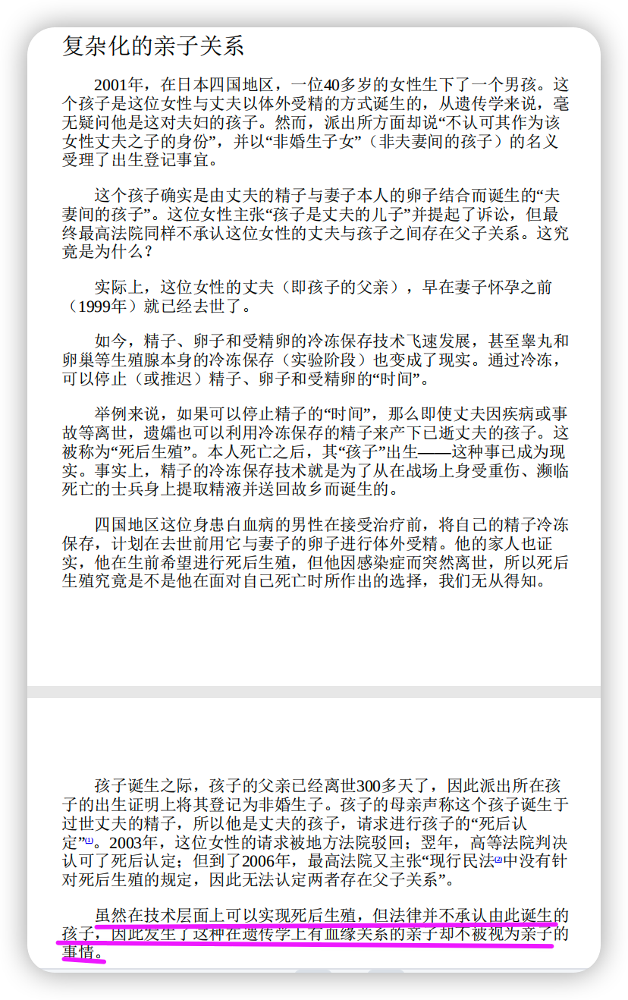 复杂化的亲子关系
2001年，在日本四国地区，一位40多岁的女性生下了一个男孩。这
个孩子是这位女性与丈夫以体外受精的方式诞生的，从遗传学来说，毫
无疑问他是这对夫妇的孩子。然而，派出所方面却说“不认可其作为该
女性丈夫之子的身份”，并以“非婚生子女”（非夫妻间的孩子）的名义
受理了出生登记事宜。
这个孩子确实是由丈夫的精子与妻子本人的卵子结合而诞生的“夫
妻间的孩子”。这位女性主张“孩子是丈夫的儿子”并提起了诉讼，但最
终最高法院同样不承认这位女性的丈夫与孩子之间存在父子关系。这究
竟是为什么？
实际上，这位女性的丈夫（即孩子的父亲），早在妻子怀孕之前
（1999年）就已经去世了。
如今，精子、卵子和受精卵的冷冻保存技术飞速发展，甚至睾丸和
卵巢等生殖腺本身的冷冻保存（实验阶段）也变成了现实。通过冷冻，
可以停止（或推迟）精子、卵子和受精卵的“时间”。
举例来说，如果可以停止精子的“时间”，那么即使丈夫因疾病或事
故等离世，遗孀也可以利用冷冻保存的精子来产下已逝丈夫的孩子。这
被称为“死后生殖”。本人死亡之后，其“孩子”出生——这种事已成为现
实。事实上，精子的冷冻保存技术就是为了从在战场上身受重伤、濒临
死亡的士兵身上提取精液并送回故乡而诞生的。
四国地区这位身患白血病的男性在接受治疗前，将自己的精子冷冻
保存，计划在去世前用它与妻子的卵子进行体外受精。他的家人也证
实，他在生前希望进行死后生殖，但他因感染症而突然离世，所以死后
生殖究竟是不是他在面对自己死亡时所作出的选择，我们无从得知。
孩子诞生之际，孩子的父亲已经离世300多天了，因此派出所在孩
子的出生证明上将其登记为非婚生子。孩子的母亲声称这个孩子诞生于
过世丈夫的精子，所以他是丈夫的孩子，请求进行孩子的“死后认
定”(1)。2003年，这位女性的请求被地方法院驳回；翌年，高等法院判决
认可了死后认定；但到了2006年，最高法院又主张“现行民法(2)中没有针
对死后生殖的规定，因此无法认定两者存在父子关系”。
虽然在技术层面上可以实现死后生殖，但法律并不承认由此诞生的
孩子，因此发生了这种在遗传学上有血缘关系的亲子却不被视为亲子的
事情。